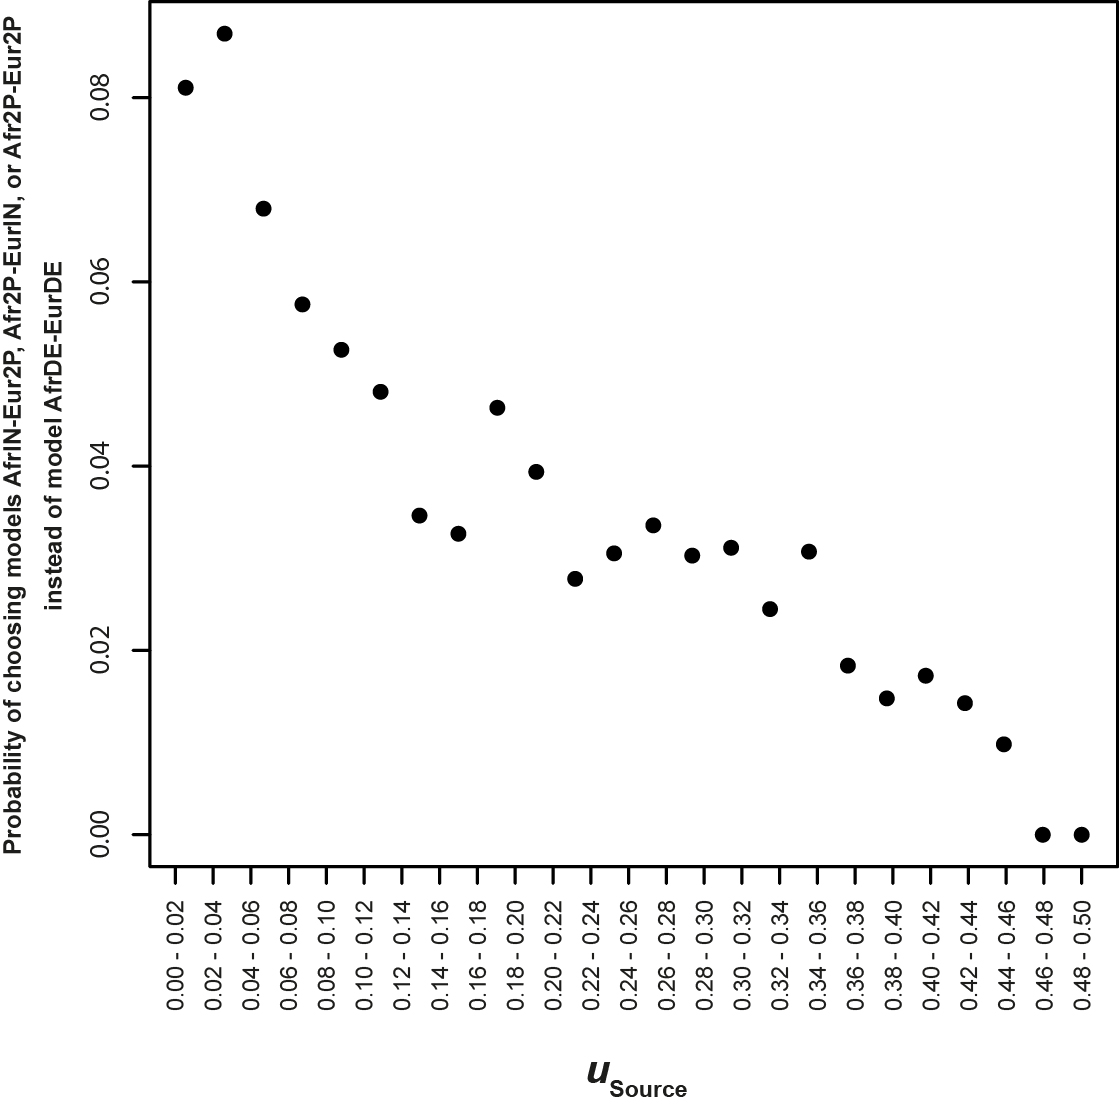 Probability of choosing models AfrIN-Eur2P, Afr2P-EurIN, or Afr2P-Eur2P
instead of model AfrDE-EurDE
0.08
0.06
0.04
0.02
0.00
0.00 - 0.02
0.02 - 0.04
0.04 - 0.06
0.06 - 0.08
0.08 - 0.10
0.10 - 0.12
0.12 - 0.14
0.14 - 0.16
0.16 - 0.18
0.18 - 0.20
0.20 - 0.22
0.22 - 0.24
0.24 - 0.26
0.26 - 0.28
0.28 - 0.30
0.30 - 0.32
0.32 - 0.34
0.34 - 0.36
0.36 - 0.38
0.38 - 0.40
0.40 - 0.42
0.42 - 0.44
0.44 - 0.46
0.46 - 0.48
0.48 - 0.50
uSource